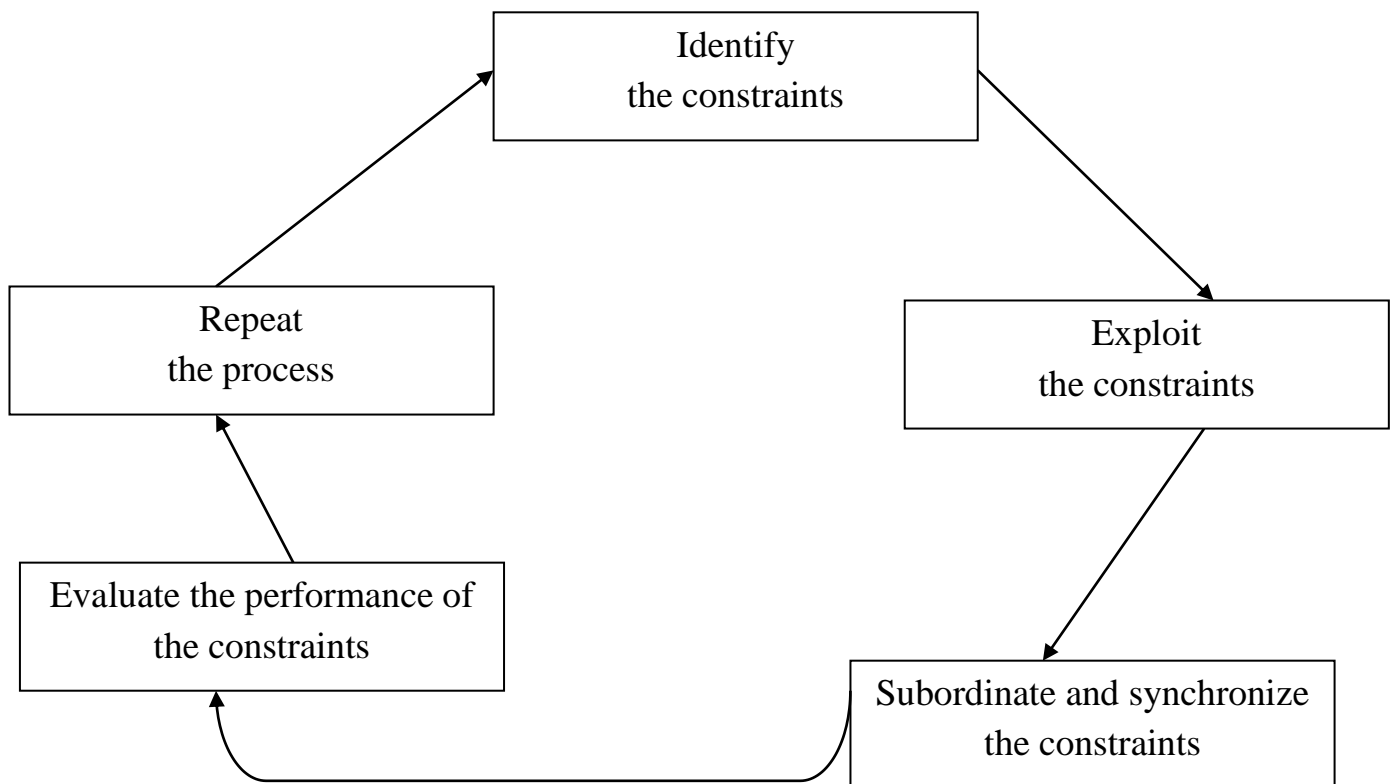 Identify
the constraints
Exploit
the constraints
Subordinate and synchronize
the constraints
Evaluate the performance of
the constraints
Repeat
the process